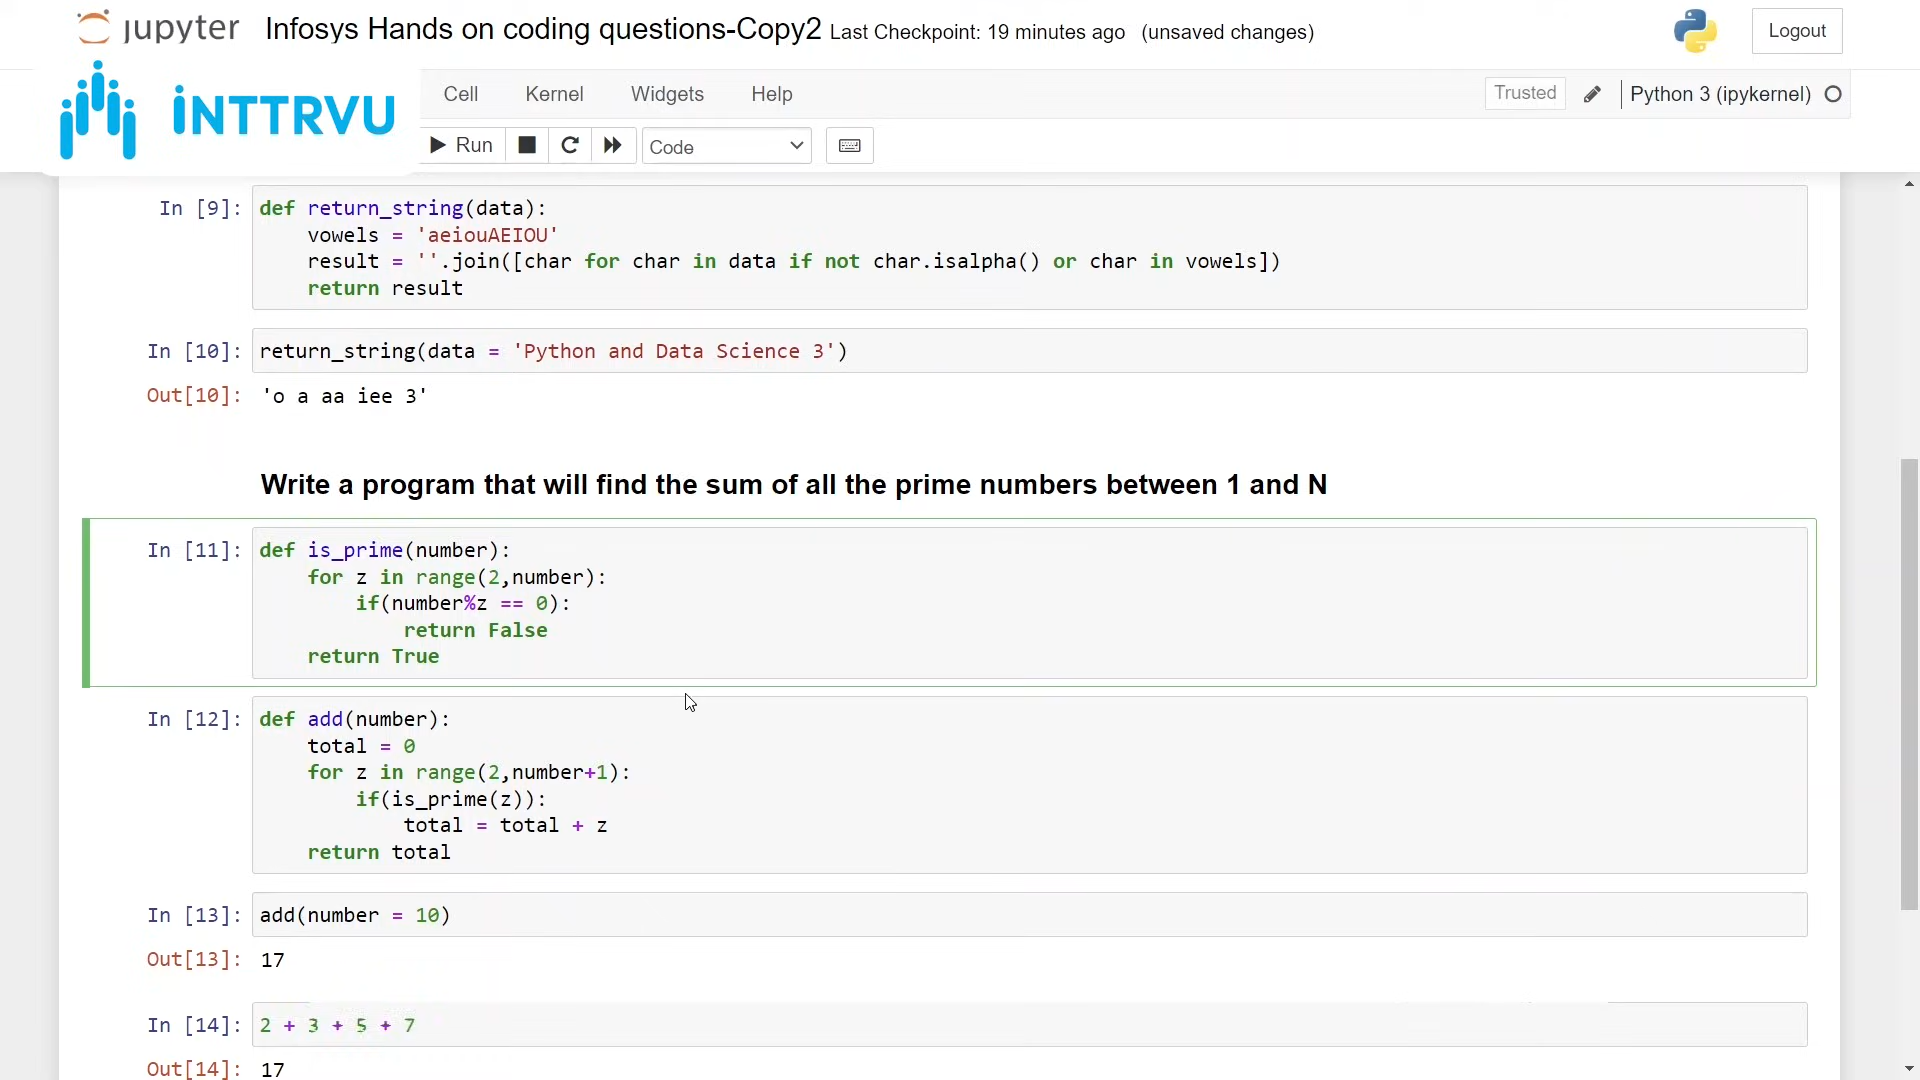 jupyter Infosys Hands on coding questions-Copy2 Last Checkpoint: 19 minutes ago (unsaved changes) Logout
INTTRVU
Cell Kernel Widgets Help Trusted Python 3 (ipykernel)
Run Code
In [9]: def return_string(data):
    vowels = 'aeiouAEIOU'
    result = ''.join([char for char in data if not char.isalpha() or char in vowels])
    return result
In [10]: return_string(data = 'Python and Data Science 3')
Out[10]: 'o a aa iee 3'
Write a program that will find the sum of all the prime numbers between 1 and N
In [11]: def is_prime(number):
    for z in range(2,number):
        if(number%z == 0):
            return False
    return True
In [12]: def add(number):
    total = 0
    for z in range(2,number+1):
        if(is_prime(z)):
            total = total + z
    return total
In [13]: add(number = 10)
Out[13]: 17
In [14]: 2 + 3 + 5 + 7
Out[14]: 17